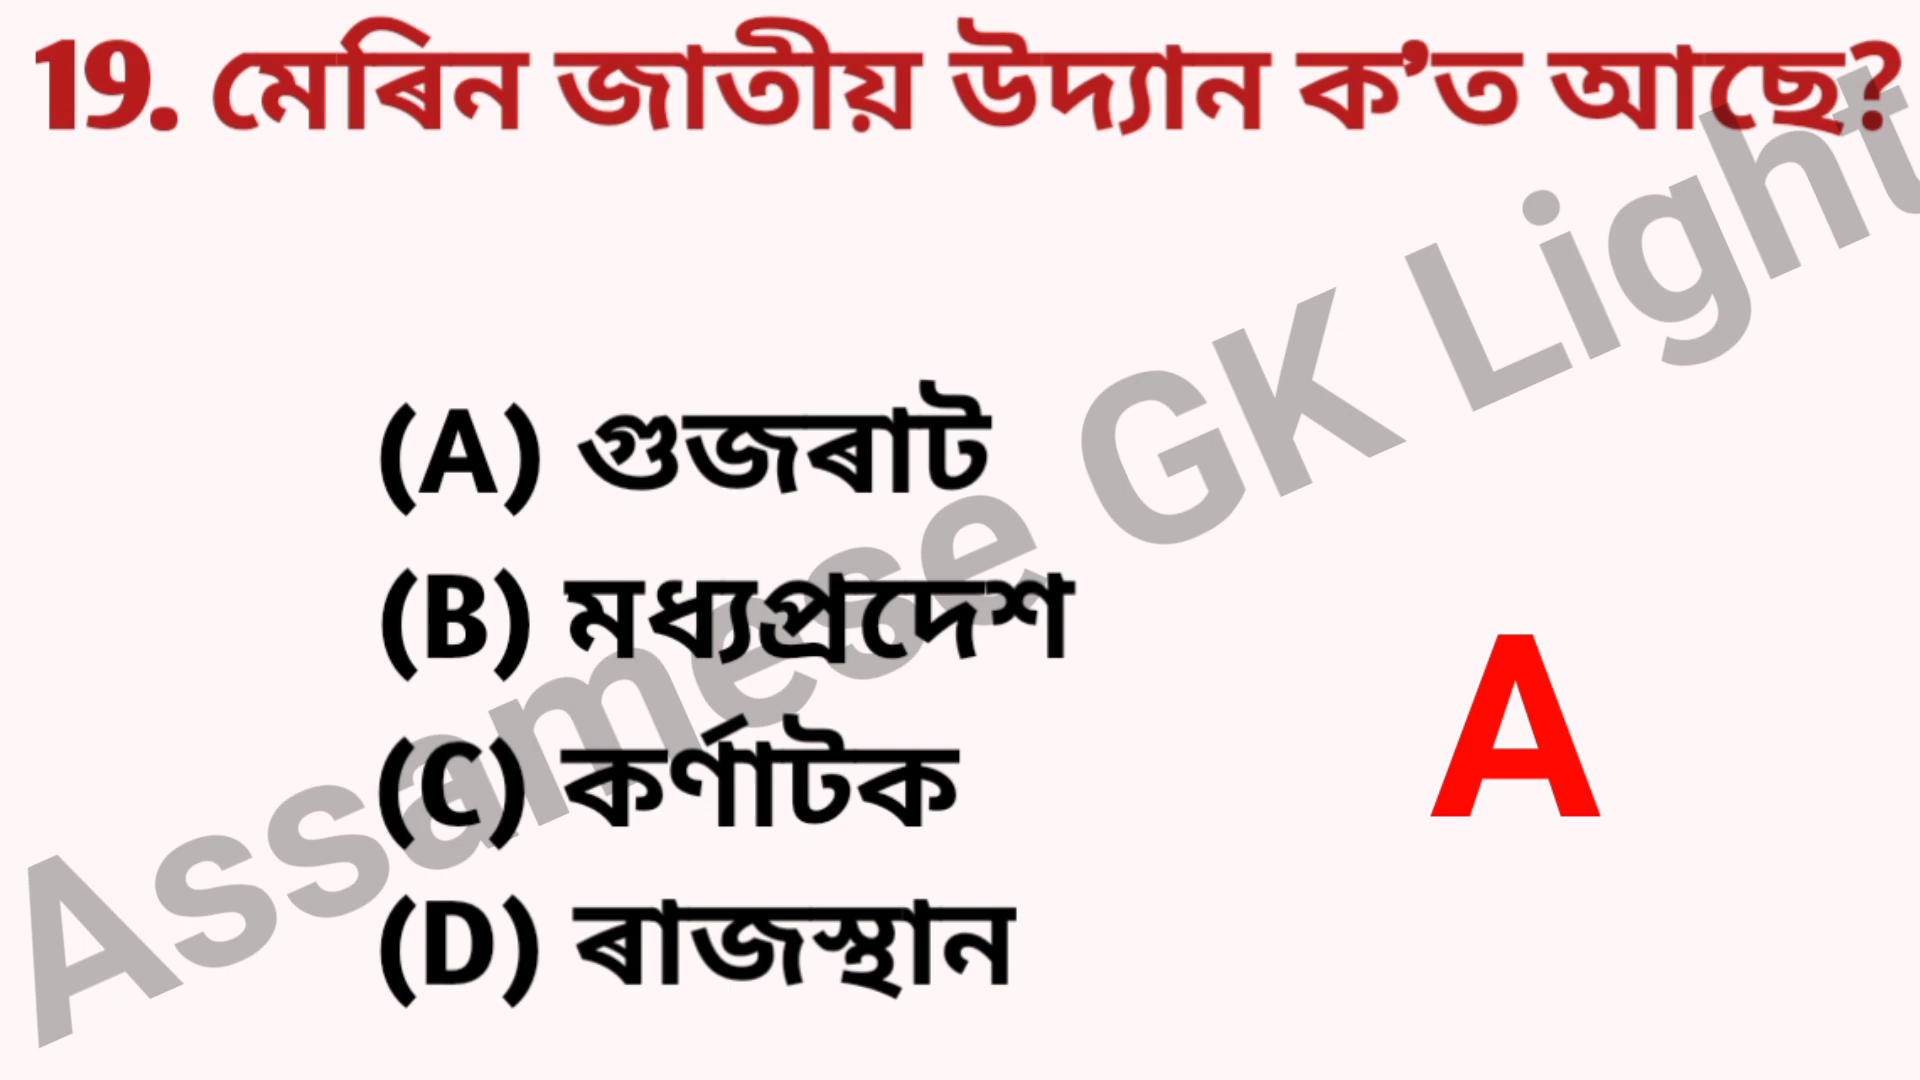 19. মেৰিন জাতীয় উদ্যান ক’ত আছে?
(A) গুজৰাট
(B) মধ্যপ্ৰদেশ
(C) কৰ্ণাটক
(D) ৰাজস্থান
A
Assamese GK Light